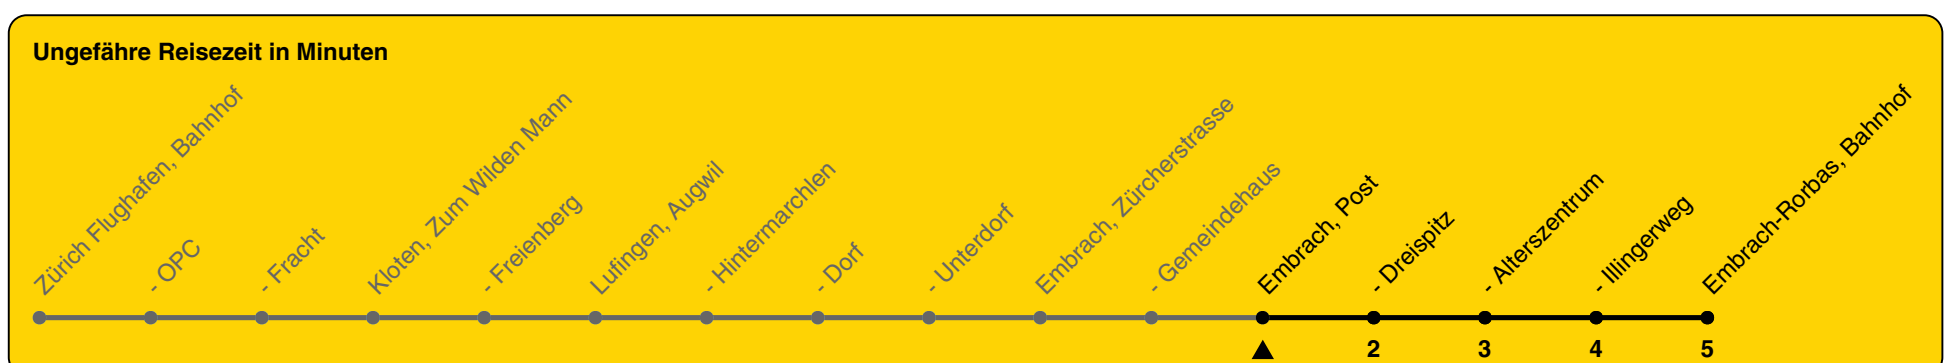 Ungefähre Reisezeit in Minuten
Zürich Flughafen, Bahnhof
- OPC
- Fracht
Kloten, Zum Wilden Mann
- Freienberg
Lufingen, Augwil
- Hintermarchlen
- Dorf
- Unterdorf
Embrach, Zürcherstrasse
- Gemeindehaus
Embrach, Post
- Dreispitz
- Alterszentrum
- Illingerweg
Embrach-Rorbas, Bahnhof
2 3 4 5